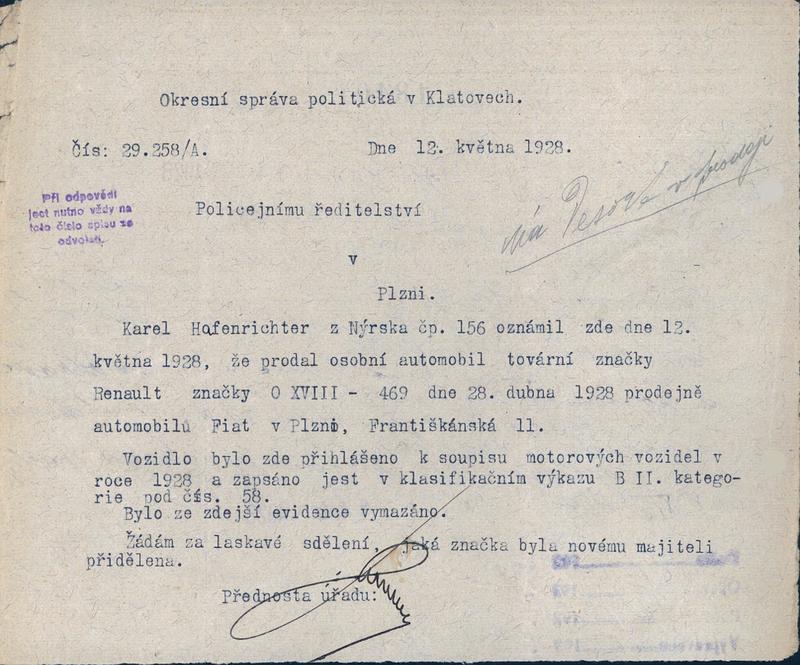 Okresní správa politická v Klatovech.
Čís: 29.258/A. Dne 12. května 1928.
Při odpovědi
jest nutno vždy na
toto číslo spisu se
odvolati.
Policejnímu ředitelství
má v prodeji
v
Plzni.
Karel Hofenrichter z Nýrska čp. 156 oznámil zde dne 12.
května 1928, že prodal osobní automobil tovární značky
Renault značky O XVIII - 469 dne 28. dubna 1928 prodejně
automobilů Fiat v Plzni, Františkánská 11.
Vozidlo bylo zde přihlášeno k soupisu motorových vozidel v
roce 1928 a zapsáno jest v klasifikačním výkazu B II. katego-
rie pod čís. 58.
Bylo ze zdejší evidence vymazáno.
Žádám za laskavé sdělení, jaká značka byla novému majiteli
přidělena.
Přednosta úřadu: